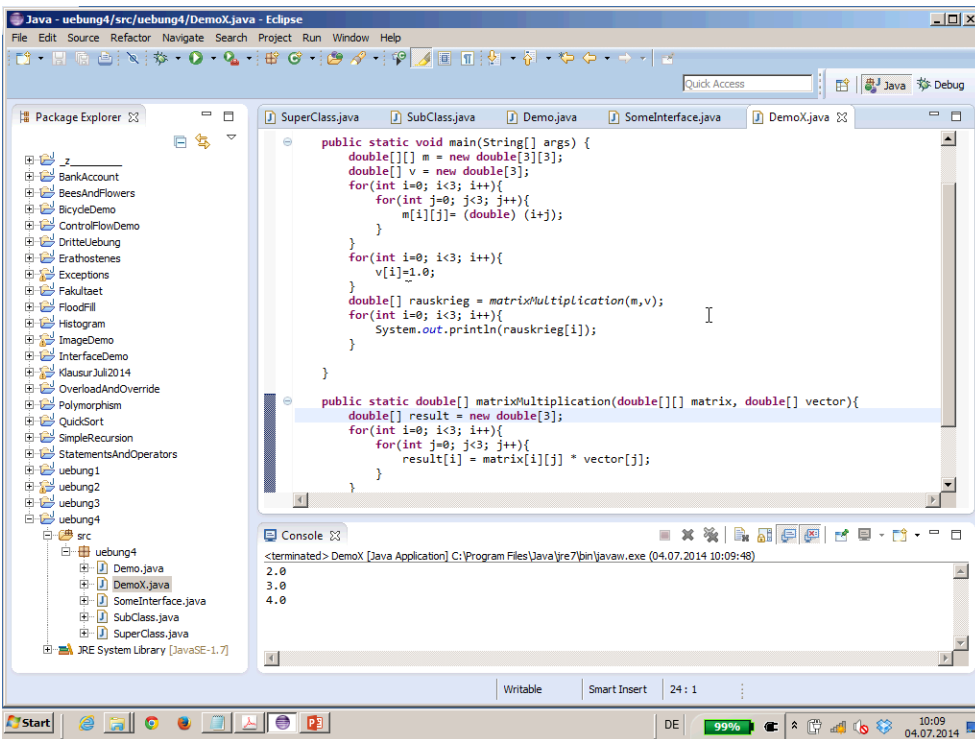 Java - uebung4/src/uebung4/DemoX.java - Eclipse
File Edit Source Refactor Navigate Search Project Run Window Help
Quick Access
Java
Debug
Package Explorer
_z_________
BankAccount
BeesAndFlowers
BicycleDemo
ControlFlowDemo
DritteUebung
Erathostenes
Exceptions
Fakultaet
FloodFill
Histogram
ImageDemo
InterfaceDemo
KlausurJuli2014
OverloadAndOverride
Polymorphism
QuickSort
SimpleRecursion
StatementsAndOperators
uebung1
uebung2
uebung3
uebung4
src
uebung4
Demo.java
DemoX.java
SomeInterface.java
SubClass.java
SuperClass.java
JRE System Library [JavaSE-1.7]
SuperClass.java SubClass.java Demo.java SomeInterface.java DemoX.java
public static void main(String[] args) {
double[][] m = new double[3][3];
double[] v = new double[3];
for(int i=0; i<3; i++){
for(int j=0; j<3; j++){
m[i][j]= (double) (i+j);
}
}
for(int i=0; i<3; i++){
v[i]=1.0;
}
double[] rauskrieg = matrixMultiplication(m,v);
for(int i=0; i<3; i++){
System.out.println(rauskrieg[i]);
}
}
public static double[] matrixMultiplication(double[][] matrix, double[] vector){
double[] result = new double[3];
for(int i=0; i<3; i++){
for(int j=0; j<3; j++){
result[i] = matrix[i][j] * vector[j];
}
}
Console
<terminated> DemoX [Java Application] C:\Program Files\Java\jre7\bin\javaw.exe (04.07.2014 10:09:48)
2.0
3.0
4.0
Writable Smart Insert 24 : 1
Start
DE
99%
10:09
04.07.2014